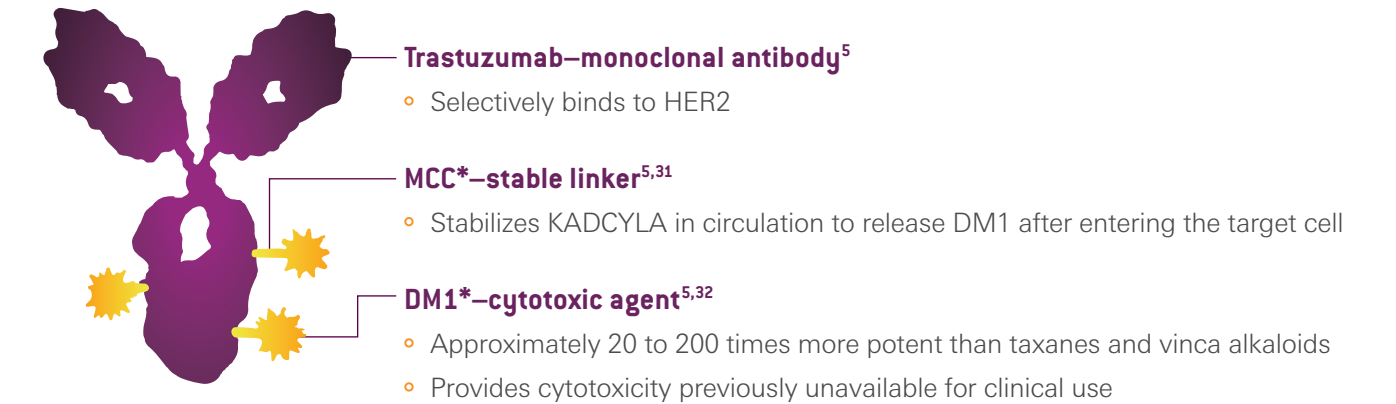 Trastuzumab–monoclonal antibody5
Selectively binds to HER2
MCC*–stable linker5,31
Stabilizes KADCYLA in circulation to release DM1 after entering the target cell
DM1*–cytotoxic agent5,32
Approximately 20 to 200 times more potent than taxanes and vinca alkaloids
Provides cytotoxicity previously unavailable for clinical use